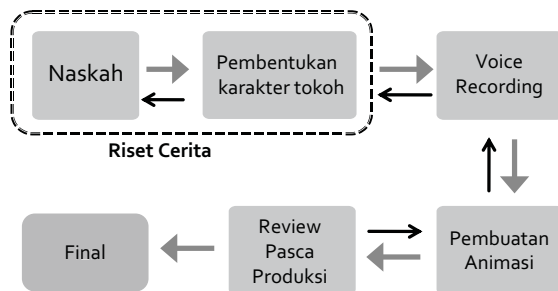 Naskah
Pembentukan
karakter tokoh
Voice
Recording
Riset Cerita
Final
Review
Pasca
Produksi
Pembuatan
Animasi